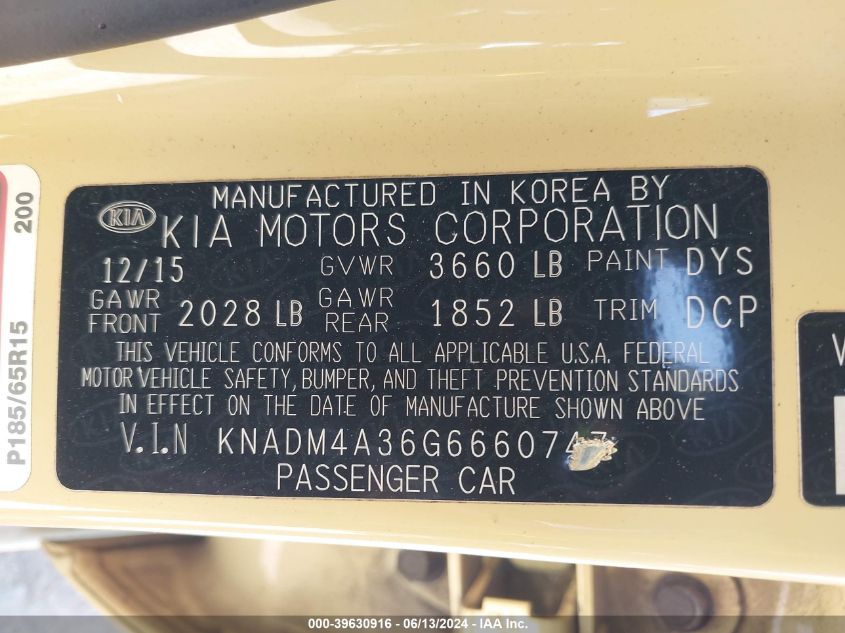 MANUFACTURED IN KOREA BY
KIA KIA MOTORS CORPORATION
12/15 GVWR 3660 LB PAINT DYS
GAWR FRONT 2028 LB GAWR REAR 1852 LB TRIM DCP
THIS VEHICLE CONFORMS TO ALL APPLICABLE U.S.A. FEDERAL
MOTOR VEHICLE SAFETY, BUMPER, AND THEFT PREVENTION STANDARDS
IN EFFECT ON THE DATE OF MANUFACTURE SHOWN ABOVE
V.I.N KNADM4A36G6660747
PASSENGER CAR
P185/65R15 200
V
000-39630916 - 06/13/2024 - IAA Inc.